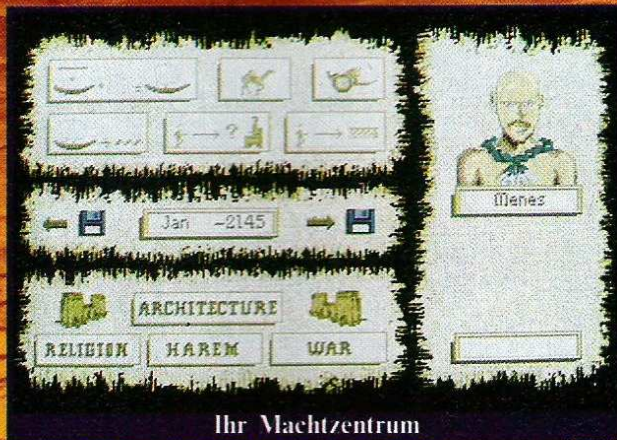 Menes
Jan -2145
ARCHITECTURE
RELIGION HAREM WAR
Ihr Machtzentrum